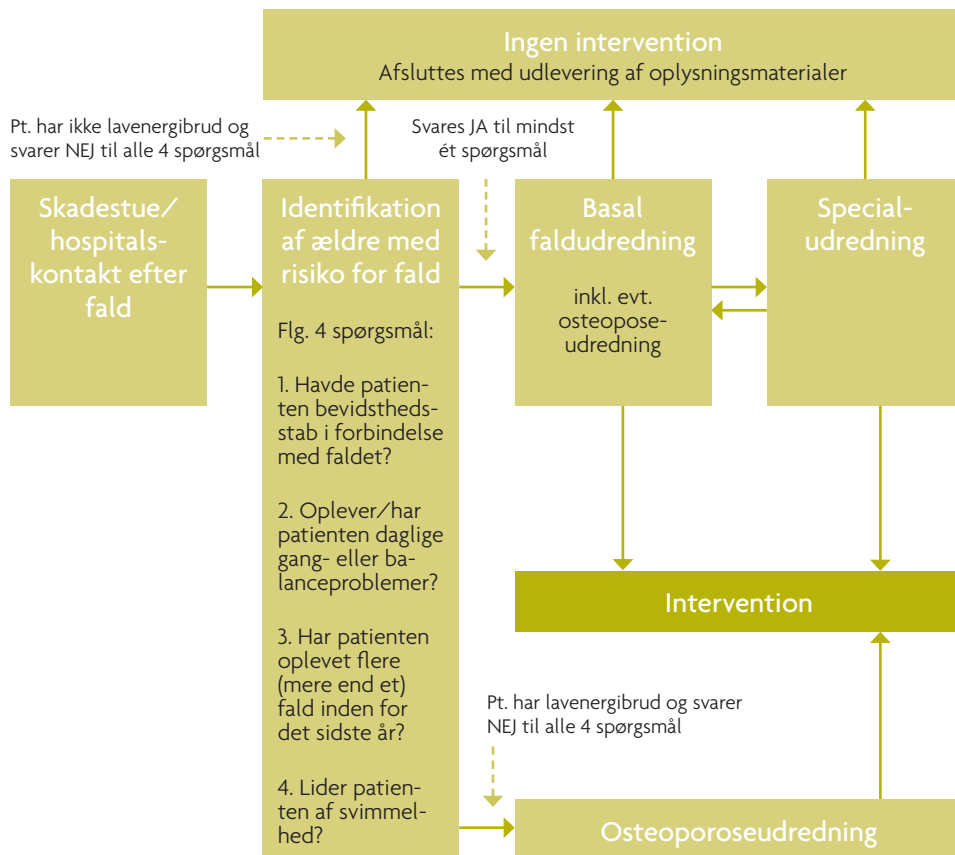 Ingen intervention
Afsluttes med udlevering af oplysningsmaterialer
Pt. har ikke lavenergibrud og
svarer NEJ til alle 4 spørgsmål
Svares JA til mindst
ét spørgsmål
Skadestue/
hospitals-
kontakt efter
fald
Identifikation
af ældre med
risiko for fald
Flg. 4 spørgsmål:
1. Havde patien-
ten bevidstheds-
stab i forbindelse
med faldet?
2. Oplever/har
patienten daglige
gang- eller ba-
lanceproblemer?
3. Har patienten
oplevet flere
(mere end et)
fald inden for
det sidste år?
4. Lider patien-
ten af svimmel-
hed?
Basal
faldudredning
inkl. evt.
osteopose-
udredning
Special-
udredning
Intervention
Pt. har lavenergibrud og svarer
NEJ til alle 4 spørgsmål
Osteoporoseudredning